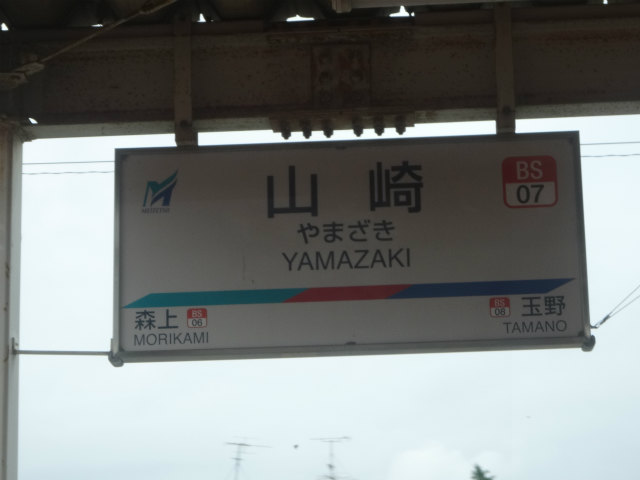 MEITETSU
山崎
BS
07
やまざき
YAMAZAKI
森上 BS
06
MORIKAMI
BS
08 玉野
TAMANO